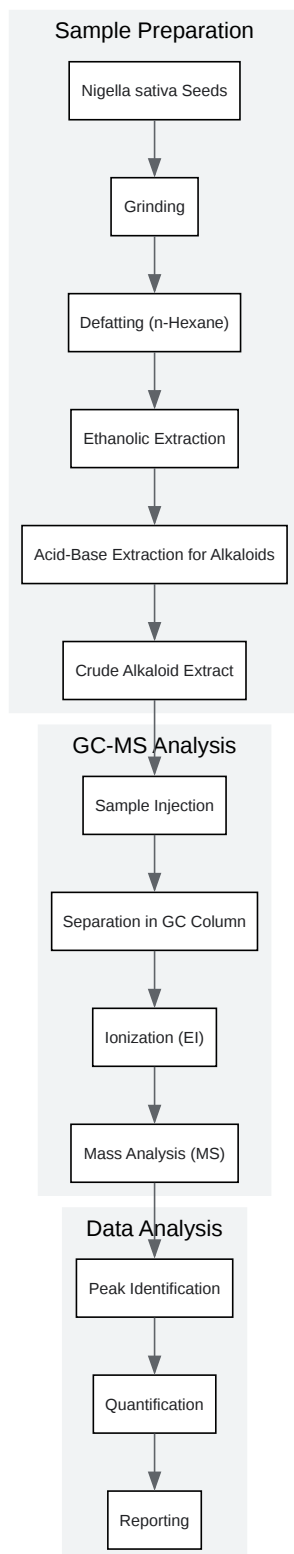 Sample Preparation
Nigella sativa Seeds
Grinding
Defatting (n-Hexane)
Ethanolic Extraction
Acid-Base Extraction for Alkaloids
Crude Alkaloid Extract
GC-MS Analysis
Sample Injection
Separation in GC Column
Ionization (EI)
Mass Analysis (MS)
Data Analysis
Peak Identification
Quantification
Reporting